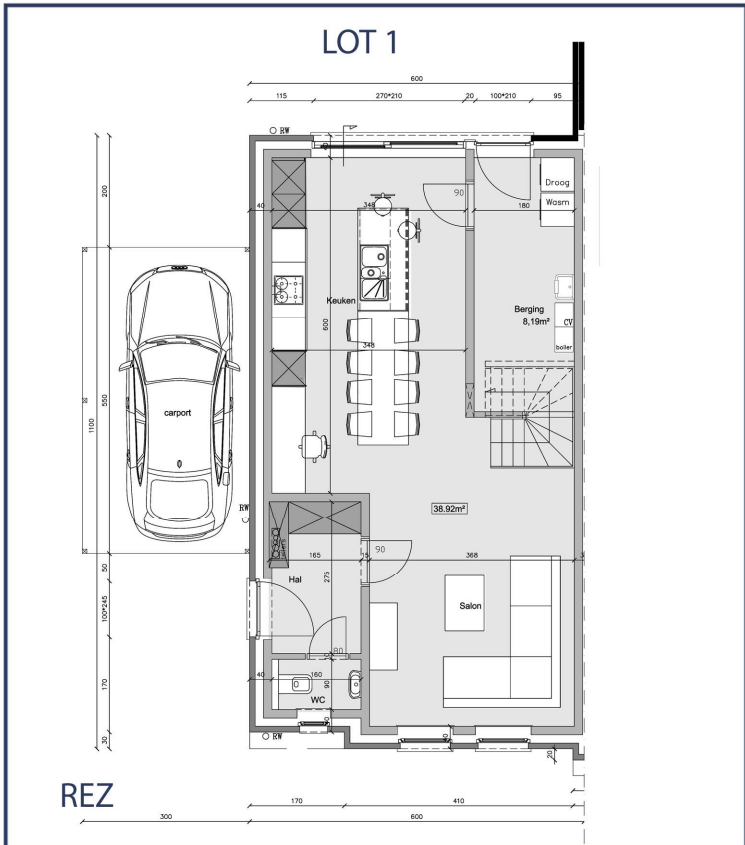 LOT 1
600
115 270*210 20 100*210 95
RW
200
40 348 90 180
Droog
Wasm
Keuken
600
Berging
8,19m²
CV
boiler
348
carport
550
1100
RW
38.92m²
165 15 90 368
Hal
275
Salon
50
100*245
80
40 160
90
WC
170
RW
40
30
20
REZ
170 410
300 600